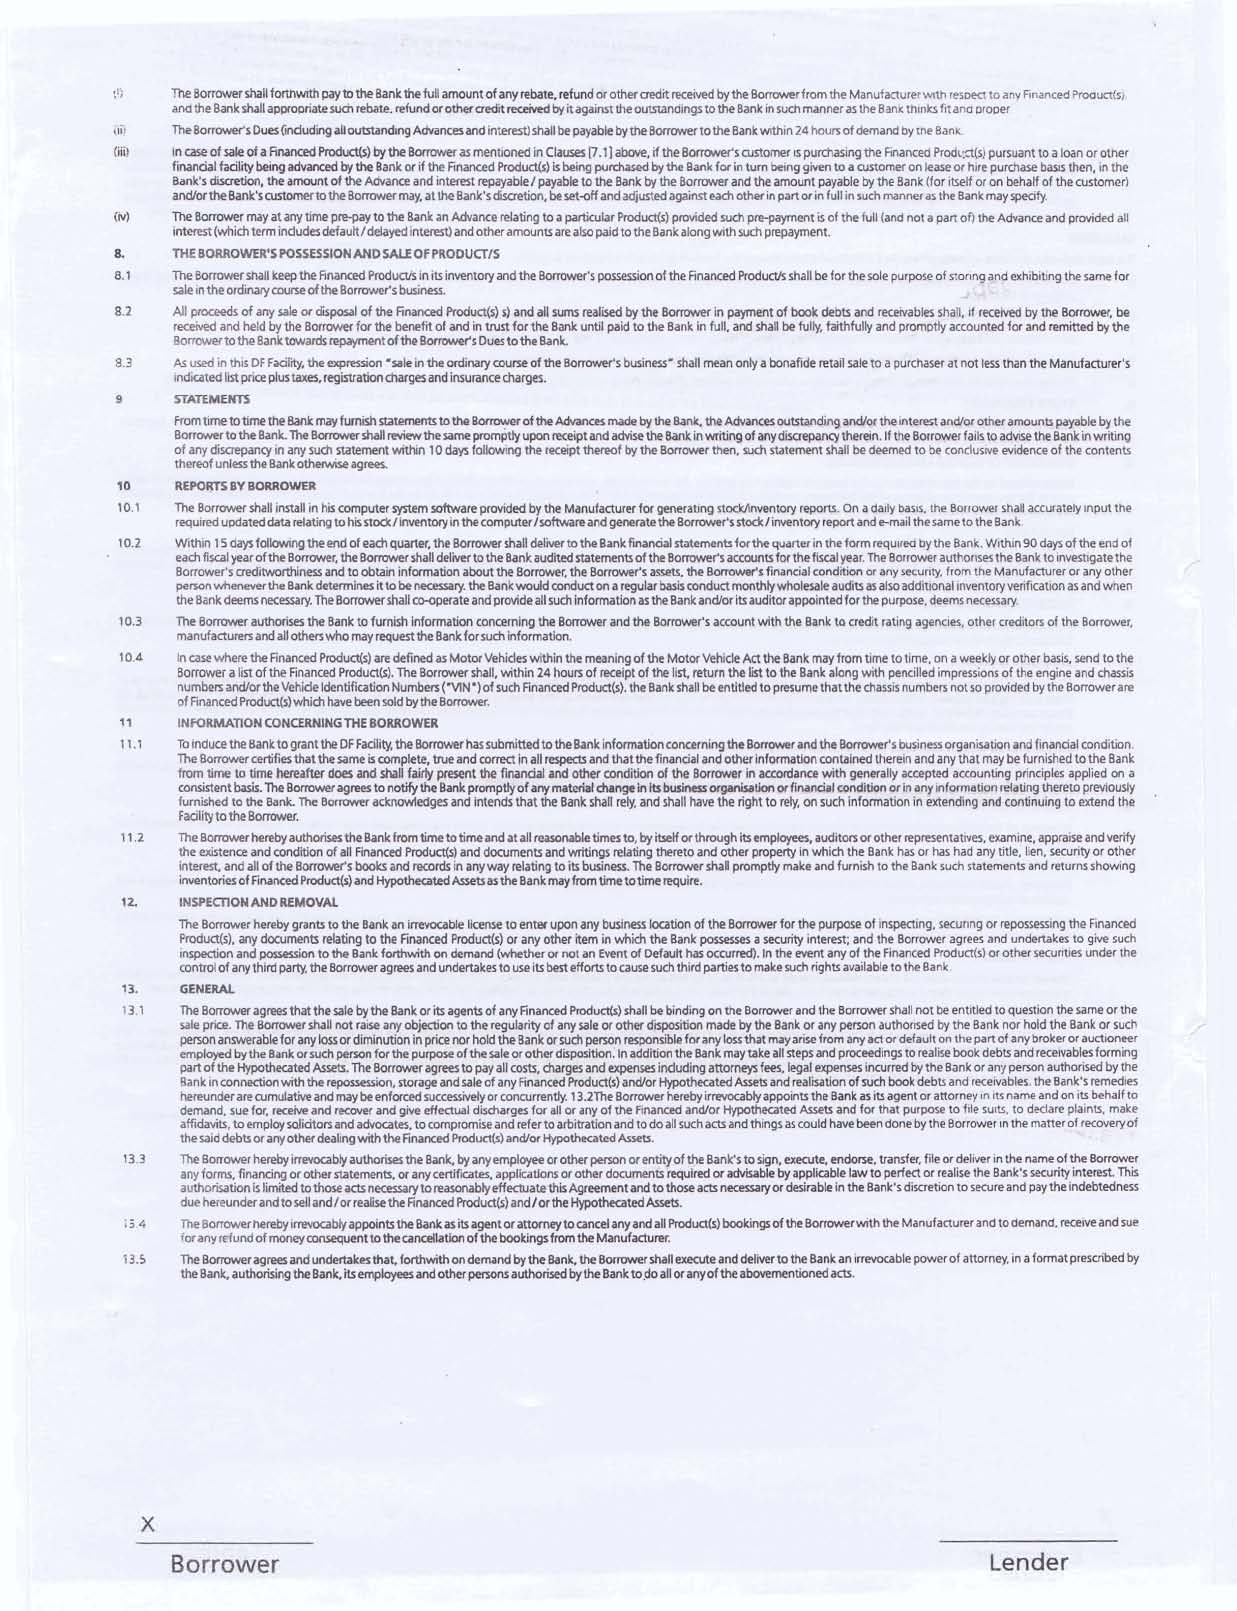 (i) The Borrower shall forthwith pay to the Bank the full amount of any rebate, refund or other credit received by the Borrower from the Manufacturer with respect to any Financed Product(s),
and the Bank shall appropriate such rebate, refund or other credit received by it against the outstandings to the Bank in such manner as the Bank thinks fit and proper
(ii) The Borrower's Dues (including all outstanding Advances and interest) shall be payable by the Borrower to the Bank within 24 hours of demand by the Bank.
(iii) In case of sale of a Financed Product(s) by the Borrower as mentioned in Clauses [7.1] above, if the Borrower's customer is purchasing the Financed Product(s) pursuant to a loan or other
financial facility being advanced by the Bank or if the Financed Product(s) is being purchased by the Bank for in turn being given to a customer on lease or hire purchase basis then, in the
Bank's discretion, the amount of the Advance and interest repayable / payable to the Bank by the Borrower and the amount payable by the Bank (for itself or on behalf of the customer)
and/or the Bank's customer to the Borrower may, at the Bank's discretion, be set-off and adjusted against each other in part or in full in such manner as the Bank may specify.
(iv) The Borrower may at any time pre-pay to the Bank an Advance relating to a particular Product(s) provided such pre-payment is of the full (and not a part of) the Advance and provided all
interest (which term includes default / delayed interest) and other amounts are also paid to the Bank along with such prepayment.
8. THE BORROWER'S POSSESSION AND SALE OF PRODUCT/S
8.1 The Borrower shall keep the Financed Product/s in its inventory and the Borrower's possession of the Financed Product/s shall be for the sole purpose of storing and exhibiting the same for
sale in the ordinary course of the Borrower's business.
8.2 All proceeds of any sale or disposal of the Financed Product(s) s) and all sums realised by the Borrower in payment of book debts and receivables shall, if received by the Borrower, be
received and held by the Borrower for the benefit of and in trust for the Bank until paid to the Bank in full, and shall be fully, faithfully and promptly accounted for and remitted by the
Borrower to the Bank towards repayment of the Borrower's Dues to the Bank.
8.3 As used in this DF Facility, the expression "sale in the ordinary course of the Borrower's business" shall mean only a bonafide retail sale to a purchaser at not less than the Manufacturer's
indicated list price plus taxes, registration charges and insurance charges.
9 STATEMENTS
From time to time the Bank may furnish statements to the Borrower of the Advances made by the Bank, the Advances outstanding and/or the interest and/or other amounts payable by the
Borrower to the Bank. The Borrower shall review the same promptly upon receipt and advise the Bank in writing of any discrepancy therein. If the Borrower fails to advise the Bank in writing
of any discrepancy in any such statement within 10 days following the receipt thereof by the Borrower then, such statement shall be deemed to be conclusive evidence of the contents
thereof unless the Bank otherwise agrees.
10 REPORTS BY BORROWER
10.1 The Borrower shall install in his computer system software provided by the Manufacturer for generating stock/inventory reports. On a daily basis, the Borrower shall accurately input the
required updated data relating to his stock / inventory in the computer / software and generate the Borrower's stock / inventory report and e-mail the same to the Bank.
10.2 Within 15 days following the end of each quarter, the Borrower shall deliver to the Bank financial statements for the quarter in the form required by the Bank. Within 90 days of the end of
each fiscal year of the Borrower, the Borrower shall deliver to the Bank audited statements of the Borrower's accounts for the fiscal year. The Borrower authorises the Bank to investigate the
Borrower's creditworthiness and to obtain information about the Borrower, the Borrower's assets, the Borrower's financial condition or any security, from the Manufacturer or any other
person whenever the Bank determines it to be necessary. the Bank would conduct on a regular basis conduct monthly wholesale audits as also additional inventory verification as and when
the Bank deems necessary. The Borrower shall co-operate and provide all such information as the Bank and/or its auditor appointed for the purpose, deems necessary.
10.3 The Borrower authorises the Bank to furnish information concerning the Borrower and the Borrower's account with the Bank to credit rating agencies, other creditors of the Borrower,
manufacturers and all others who may request the Bank for such information.
10.4 In case where the Financed Product(s) are defined as Motor Vehicles within the meaning of the Motor Vehicle Act the Bank may from time to time, on a weekly or other basis, send to the
Borrower a list of the Financed Product(s). The Borrower shall, within 24 hours of receipt of the list, return the list to the Bank along with pencilled impressions of the engine and chassis
numbers and/or the Vehicle Identification Numbers ("VIN") of such Financed Product(s). the Bank shall be entitled to presume that the chassis numbers not so provided by the Borrower are
of Financed Product(s) which have been sold by the Borrower.
11 INFORMATION CONCERNING THE BORROWER
11.1 To induce the Bank to grant the DF Facility, the Borrower has submitted to the Bank information concerning the Borrower and the Borrower's business organisation and financial condition.
The Borrower certifies that the same is complete, true and correct in all respects and that the financial and other information contained therein and any that may be furnished to the Bank
from time to time hereafter does and shall fairly present the financial and other condition of the Borrower in accordance with generally accepted accounting principles applied on a
consistent basis. The Borrower agrees to notify the Bank promptly of any material change in its business organisation or financial condition or in any information relating thereto previously
furnished to the Bank. The Borrower acknowledges and intends that the Bank shall rely, and shall have the right to rely, on such information in extending and continuing to extend the
Facility to the Borrower.
11.2 The Borrower hereby authorises the Bank from time to time and at all reasonable times to, by itself or through its employees, auditors or other representatives, examine, appraise and verify
the existence and condition of all Financed Product(s) and documents and writings relating thereto and other property in which the Bank has or has had any title, lien, security or other
interest, and all of the Borrower's books and records in any way relating to its business. The Borrower shall promptly make and furnish to the Bank such statements and returns showing
inventories of Financed Product(s) and Hypothecated Assets as the Bank may from time to time require.
12. INSPECTION AND REMOVAL
The Borrower hereby grants to the Bank an irrevocable license to enter upon any business location of the Borrower for the purpose of inspecting, securing or repossessing the Financed
Product(s), any documents relating to the Financed Product(s) or any other item in which the Bank possesses a security interest; and the Borrower agrees and undertakes to give such
inspection and possession to the Bank forthwith on demand (whether or not an Event of Default has occurred). In the event any of the Financed Product(s) or other securities under the
control of any third party, the Borrower agrees and undertakes to use its best efforts to cause such third parties to make such rights available to the Bank.
13. GENERAL
13.1 The Borrower agrees that the sale by the Bank or its agents of any Financed Product(s) shall be binding on the Borrower and the Borrower shall not be entitled to question the same or the
sale price. The Borrower shall not raise any objection to the regularity of any sale or other disposition made by the Bank or any person authorised by the Bank nor hold the Bank or such
person answerable for any loss or diminution in price nor hold the Bank or such person responsible for any loss that may arise from any act or default on the part of any broker or auctioneer
employed by the Bank or such person for the purpose of the sale or other disposition. In addition the Bank may take all steps and proceedings to realise book debts and receivables forming
part of the Hypothecated Assets. The Borrower agrees to pay all costs, charges and expenses including attorneys fees, legal expenses incurred by the Bank or any person authorised by the
Bank in connection with the repossession, storage and sale of any Financed Product(s) and/or Hypothecated Assets and realisation of such book debts and receivables. the Bank's remedies
hereunder are cumulative and may be enforced successively or concurrently. 13.2The Borrower hereby irrevocably appoints the Bank as its agent or attorney in its name and on its behalf to
demand, sue for, receive and recover and give effectual discharges for all or any of the Financed and/or Hypothecated Assets and for that purpose to file suits, to declare plaints, make
affidavits, to employ solicitors and advocates, to compromise and refer to arbitration and to do all such acts and things as could have been done by the Borrower in the matter of recovery of
the said debts or any other dealing with the Financed Product(s) and/or Hypothecated Assets.
13.3 The Borrower hereby irrevocably authorises the Bank, by any employee or other person or entity of the Bank's to sign, execute, endorse, transfer, file or deliver in the name of the Borrower
any forms, financing or other statements, or any certificates, applications or other documents required or advisable by applicable law to perfect or realise the Bank's security interest. This
authorisation is limited to those acts necessary to reasonably effectuate this Agreement and to those acts necessary or desirable in the Bank's discretion to secure and pay the indebtedness
due hereunder and to sell and / or realise the Financed Product(s) and / or the Hypothecated Assets.
13.4 The Borrower hereby irrevocably appoints the Bank as its agent or attorney to cancel any and all Product(s) bookings of the Borrower with the Manufacturer and to demand, receive and sue
for any refund of money consequent to the cancellation of the bookings from the Manufacturer.
13.5 The Borrower agrees and undertakes that, forthwith on demand by the Bank, the Borrower shall execute and deliver to the Bank an irrevocable power of attorney, in a format prescribed by
the Bank, authorising the Bank, its employees and other persons authorised by the Bank to do all or any of the abovementioned acts.
X
Borrower Lender